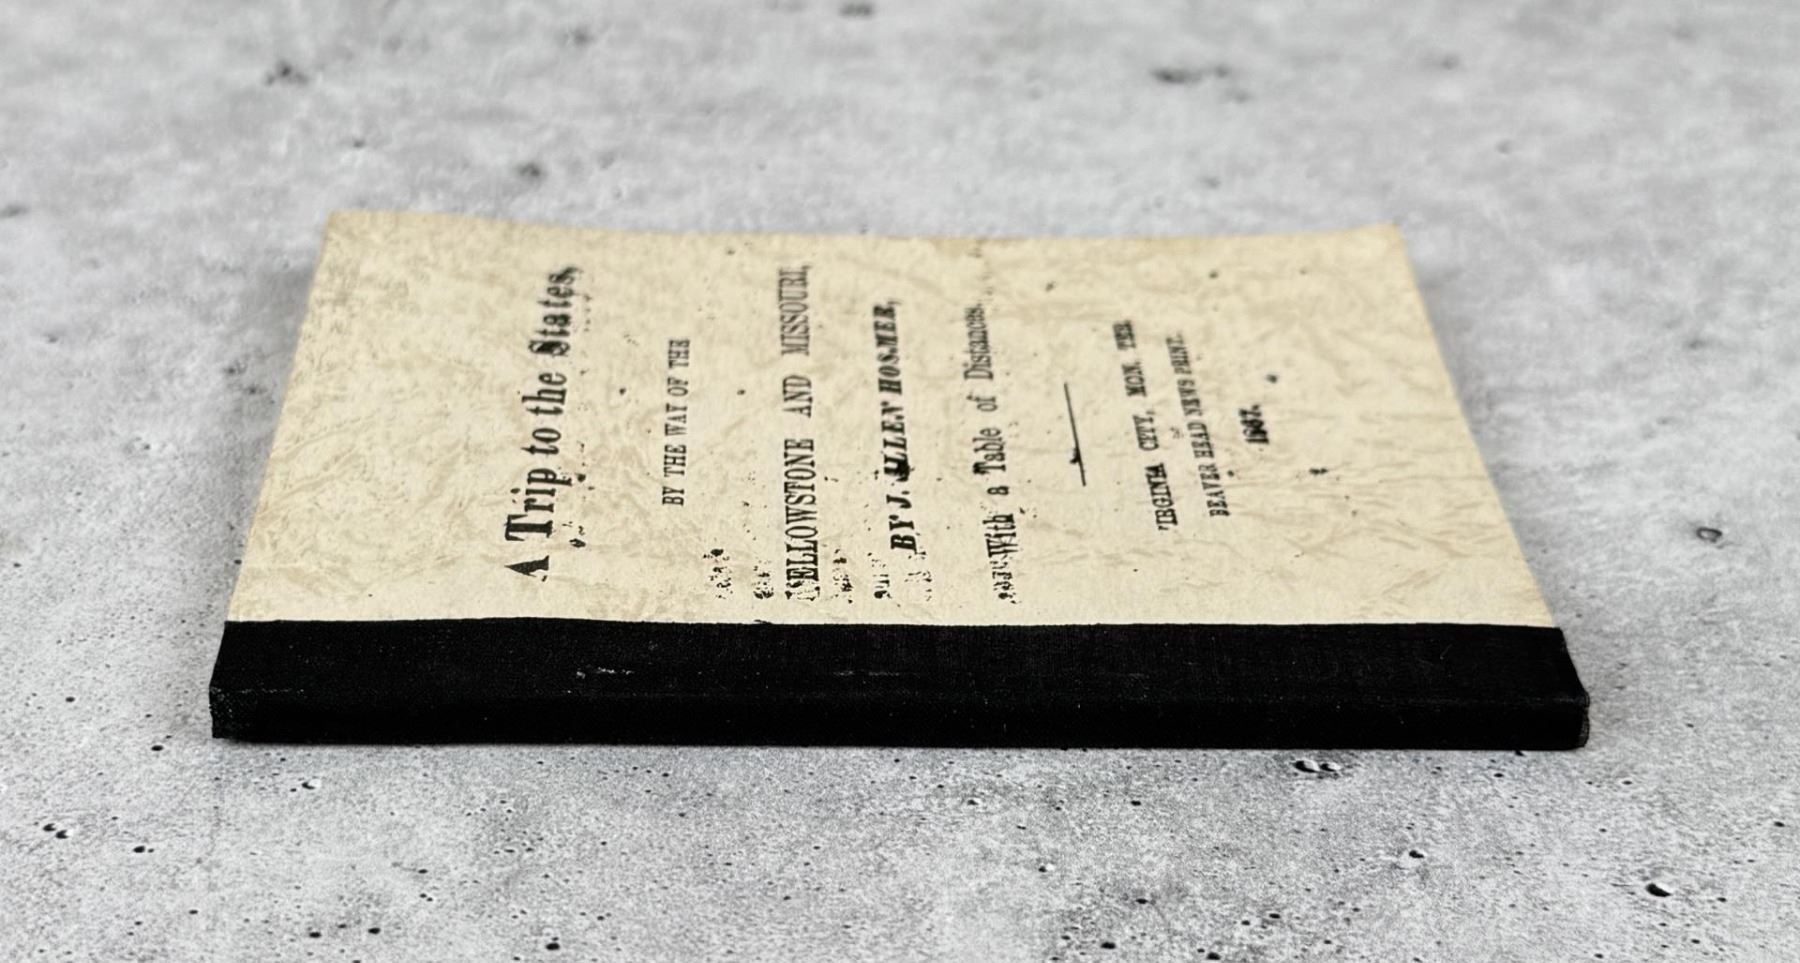 A Trip to the States,
BY THE WAY OF THE
YELLOWSTONE AND MISSOURI,
BY J. ALLEN HOSMER,
With a Table of Distances.
VIRGINIA CITY, MON. TER.
BEAVER HEAD NEWS PRINT.
1867.